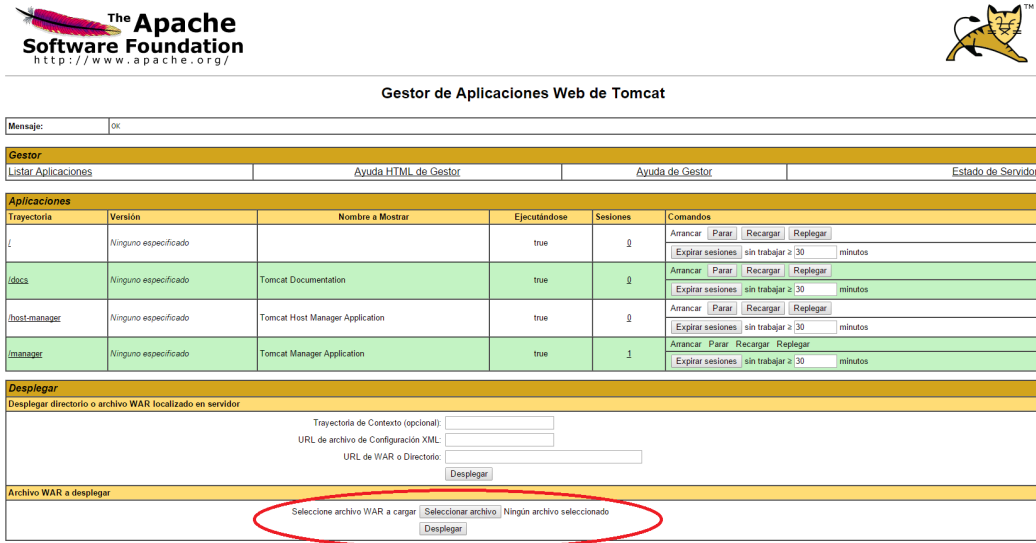 The Apache
Software Foundation
http://www.apache.org/
TM
Gestor de Aplicaciones Web de Tomcat
Mensaje: OK
Gestor
Listar Aplicaciones Ayuda HTML de Gestor Ayuda de Gestor Estado de Servidor
Aplicaciones
Trayectoria Versión Nombre a Mostrar Ejecutándose Sesiones Comandos
/ Ninguno especificado true 0 Arrancar Parar Recargar Replegar
Expirar sesiones sin trabajar ≥ 30 minutos
/docs Ninguno especificado Tomcat Documentation true 0 Arrancar Parar Recargar Replegar
Expirar sesiones sin trabajar ≥ 30 minutos
/host-manager Ninguno especificado Tomcat Host Manager Application true 0 Arrancar Parar Recargar Replegar
Expirar sesiones sin trabajar ≥ 30 minutos
/manager Ninguno especificado Tomcat Manager Application true 1 Arrancar Parar Recargar Replegar
Expirar sesiones sin trabajar ≥ 30 minutos
Desplegar
Desplegar directorio o archivo WAR localizado en servidor
Trayectoria de Contexto (opcional):
URL de archivo de Configuración XML:
URL de WAR o Directorio:
Desplegar
Archivo WAR a desplegar
Seleccione archivo WAR a cargar Seleccionar archivo Ningún archivo seleccionado
Desplegar